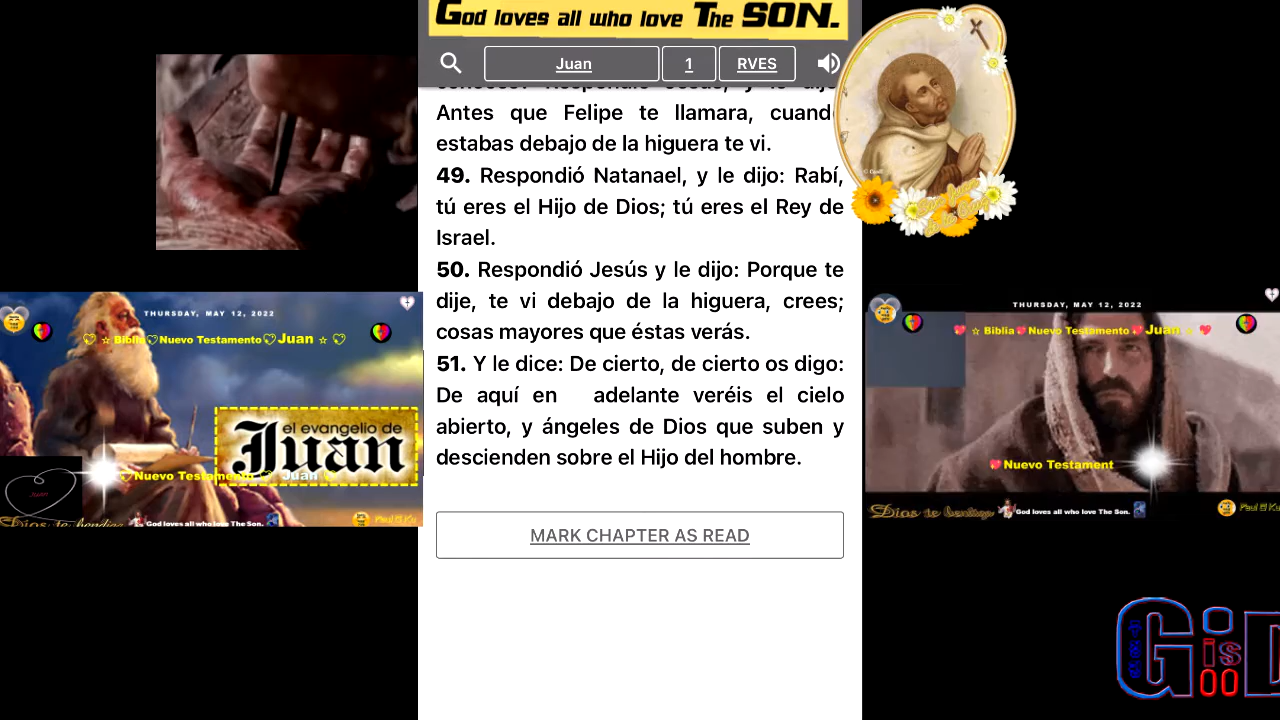 God loves all who love The SON.
Juan 1 RVES
Antes que Felipe te llamara,
estabas debajo de la higuera te vi.
49. Respondió Natanael, y le dijo: Rabí,
tú eres el Hijo de Dios; tú eres el Rey de
Israel.
50. Respondió Jesús y le dijo: Porque te
dije, te vi debajo de la higuera, crees;
cosas mayores que éstas verás.
51. Y le dice: De cierto, de cierto os digo:
De aquí en adelante veréis el cielo
abierto, y ángeles de Dios que suben y
descienden sobre el Hijo del hombre.
MARK CHAPTER AS READ
THURSDAY, MAY 12, 2022
☆ Biblia Nuevo Testamento Juan ☆
el evangelio de
Juan
Nuevo Testamento Juan
Juan
Dios te bendiga
God loves all who love The Son.
THURSDAY, MAY 12, 2022
☆ Biblia Nuevo Testamento Juan ☆
Nuevo Testament
Dios te bendiga
God loves all who love The Son.
GOD
is